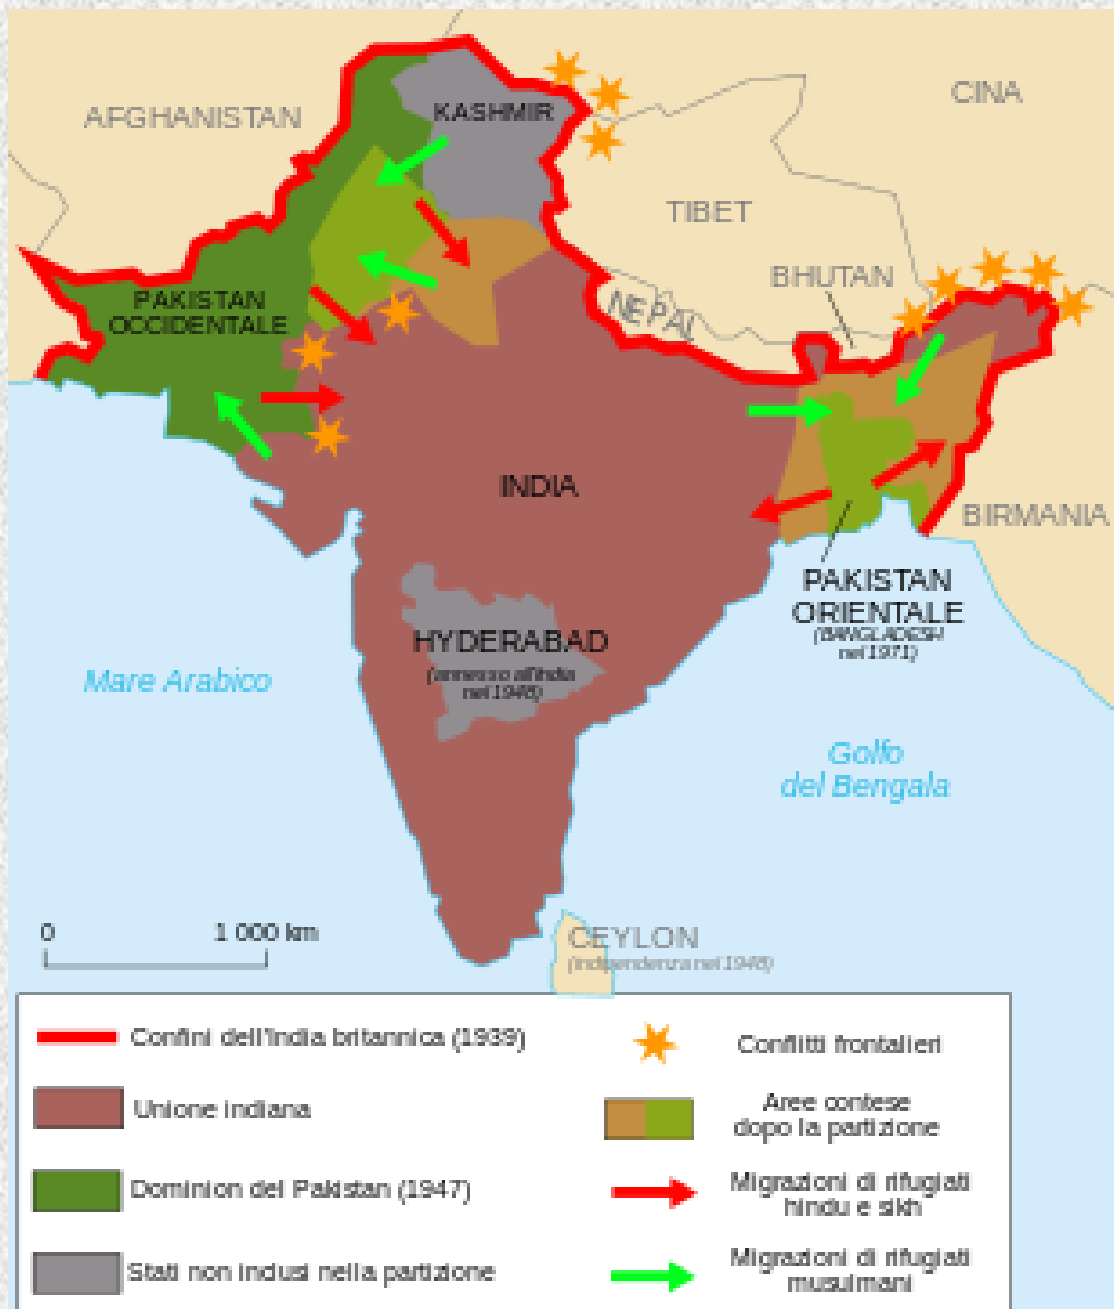 AFGHANISTAN
CINA
KASHMIR
TIBET
BHUTAN
NEPAL
PAKISTAN
OCCIDENTALE
INDIA
BIRMANIA
PAKISTAN
ORIENTALE
(BANGLADESH
nel 1971)
HYDERABAD
(annesso all'India
nel 1948)
Mare Arabico
Golfo
del Bengala
0
1 000 km
CEYLON
(indipendenza nel 1948)
Confini dell'India britannica (1939)
Unione indiana
Dominion del Pakistan (1947)
Stati non inclusi nella partizione
Conflitti frontalieri
Aree contese
dopo la partizione
Migrazioni di rifugiati
hindu e sikh
Migrazioni di rifugiati
musulmani